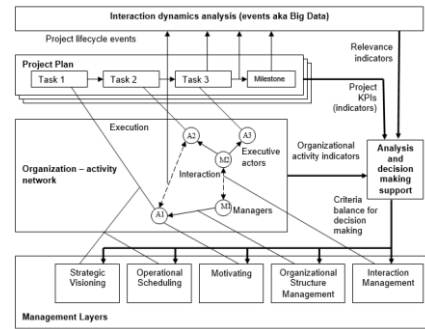 Interaction dynamics analysis (events aka Big Data)
Project lifecycle events
Relevance
indicators
Project Plan
Task 1
Task 2
Task 3
Milestone
Project
KPIs
(indicators)
Execution
A2
A3
Executive
actors
M2
Organization – activity
network
Interaction
Organizational
activity indicators
Analysis
and
decision
making
support
M1
Managers
A1
Criteria
balance for
decision
making
Strategic
Visioning
Operational
Scheduling
Motivating
Organizational
Structure
Management
Interaction
Management
Management Layers